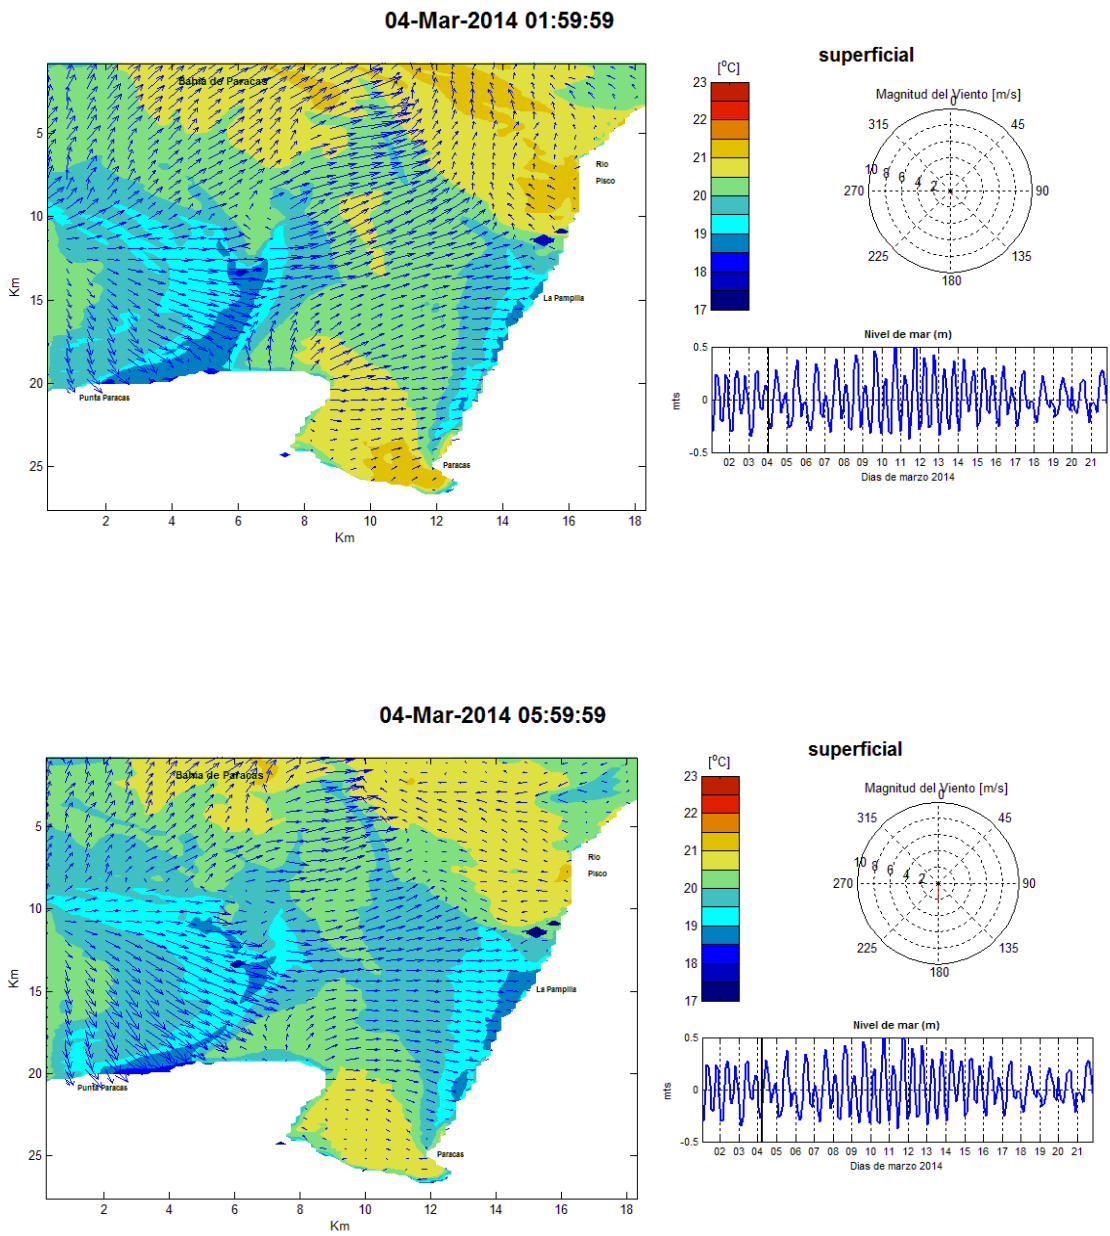 04-Mar-2014 01:59:59
superficial
[°C]
23
22
21
20
19
18
17
Magnitud del Viento [m/s]
0
45
90
135
180
225
270
315
10 8 6 4 2
Bahia de Paracas
Rio
Pisco
La Pampilla
Punta Paracas
Paracas
5
10
15
20
25
Km
2 4 6 8 10 12 14 16 18
Km
Nivel de mar (m)
0.5
0
-0.5
mts
02 03 04 05 06 07 08 09 10 11 12 13 14 15 16 17 18 19 20 21
Dias de marzo 2014
04-Mar-2014 05:59:59
superficial
[°C]
23
22
21
20
19
18
17
Magnitud del Viento [m/s]
0
45
90
135
180
225
270
315
10 8 6 4 2
Bahia de Paracas
Rio
Pisco
La Pampilla
Punta Paracas
Paracas
5
10
15
20
25
Km
2 4 6 8 10 12 14 16 18
Km
Nivel de mar (m)
0.5
0
-0.5
mts
02 03 04 05 06 07 08 09 10 11 12 13 14 15 16 17 18 19 20 21
Dias de marzo 2014